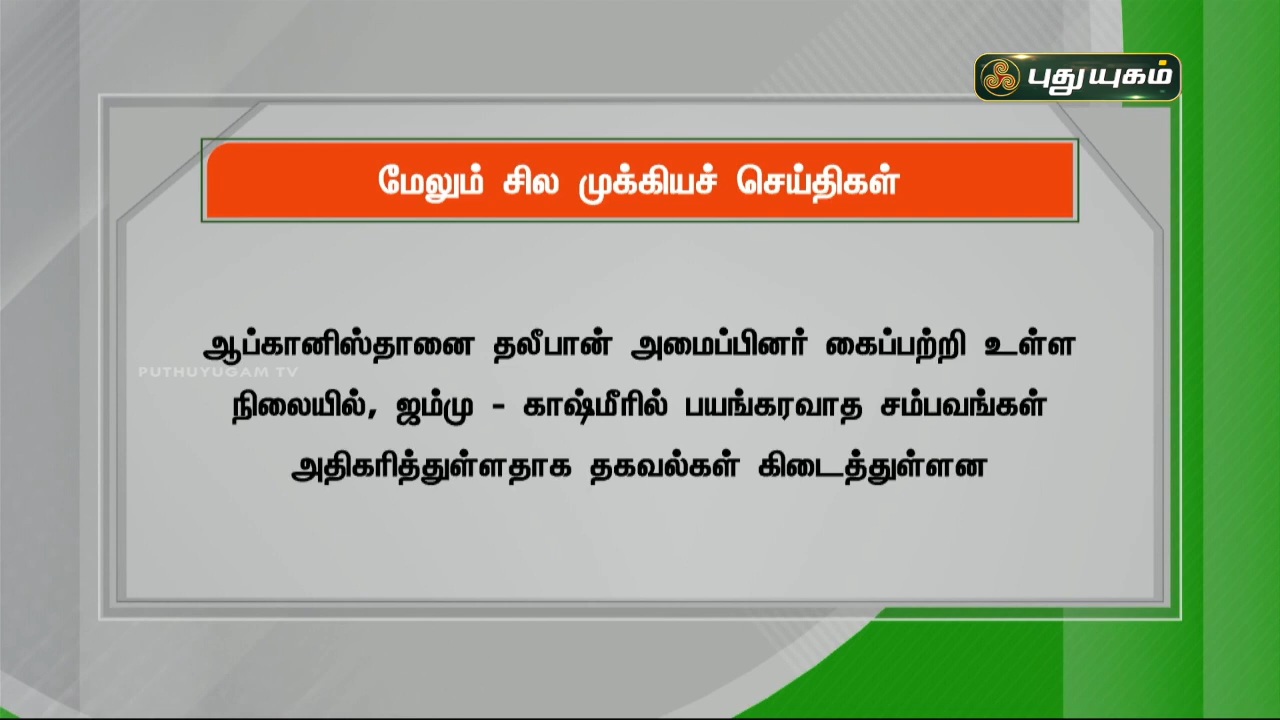 புதுயுகம்
மேலும் சில முக்கியச் செய்திகள்
ஆப்கானிஸ்தானை தலீபான் அமைப்பினர் கைப்பற்றி உள்ள
PUTHUYUGAM TV
நிலையில், ஜம்மு - காஷ்மீரில் பயங்கரவாத சம்பவங்கள்
அதிகரித்துள்ளதாக தகவல்கள் கிடைத்துள்ளன